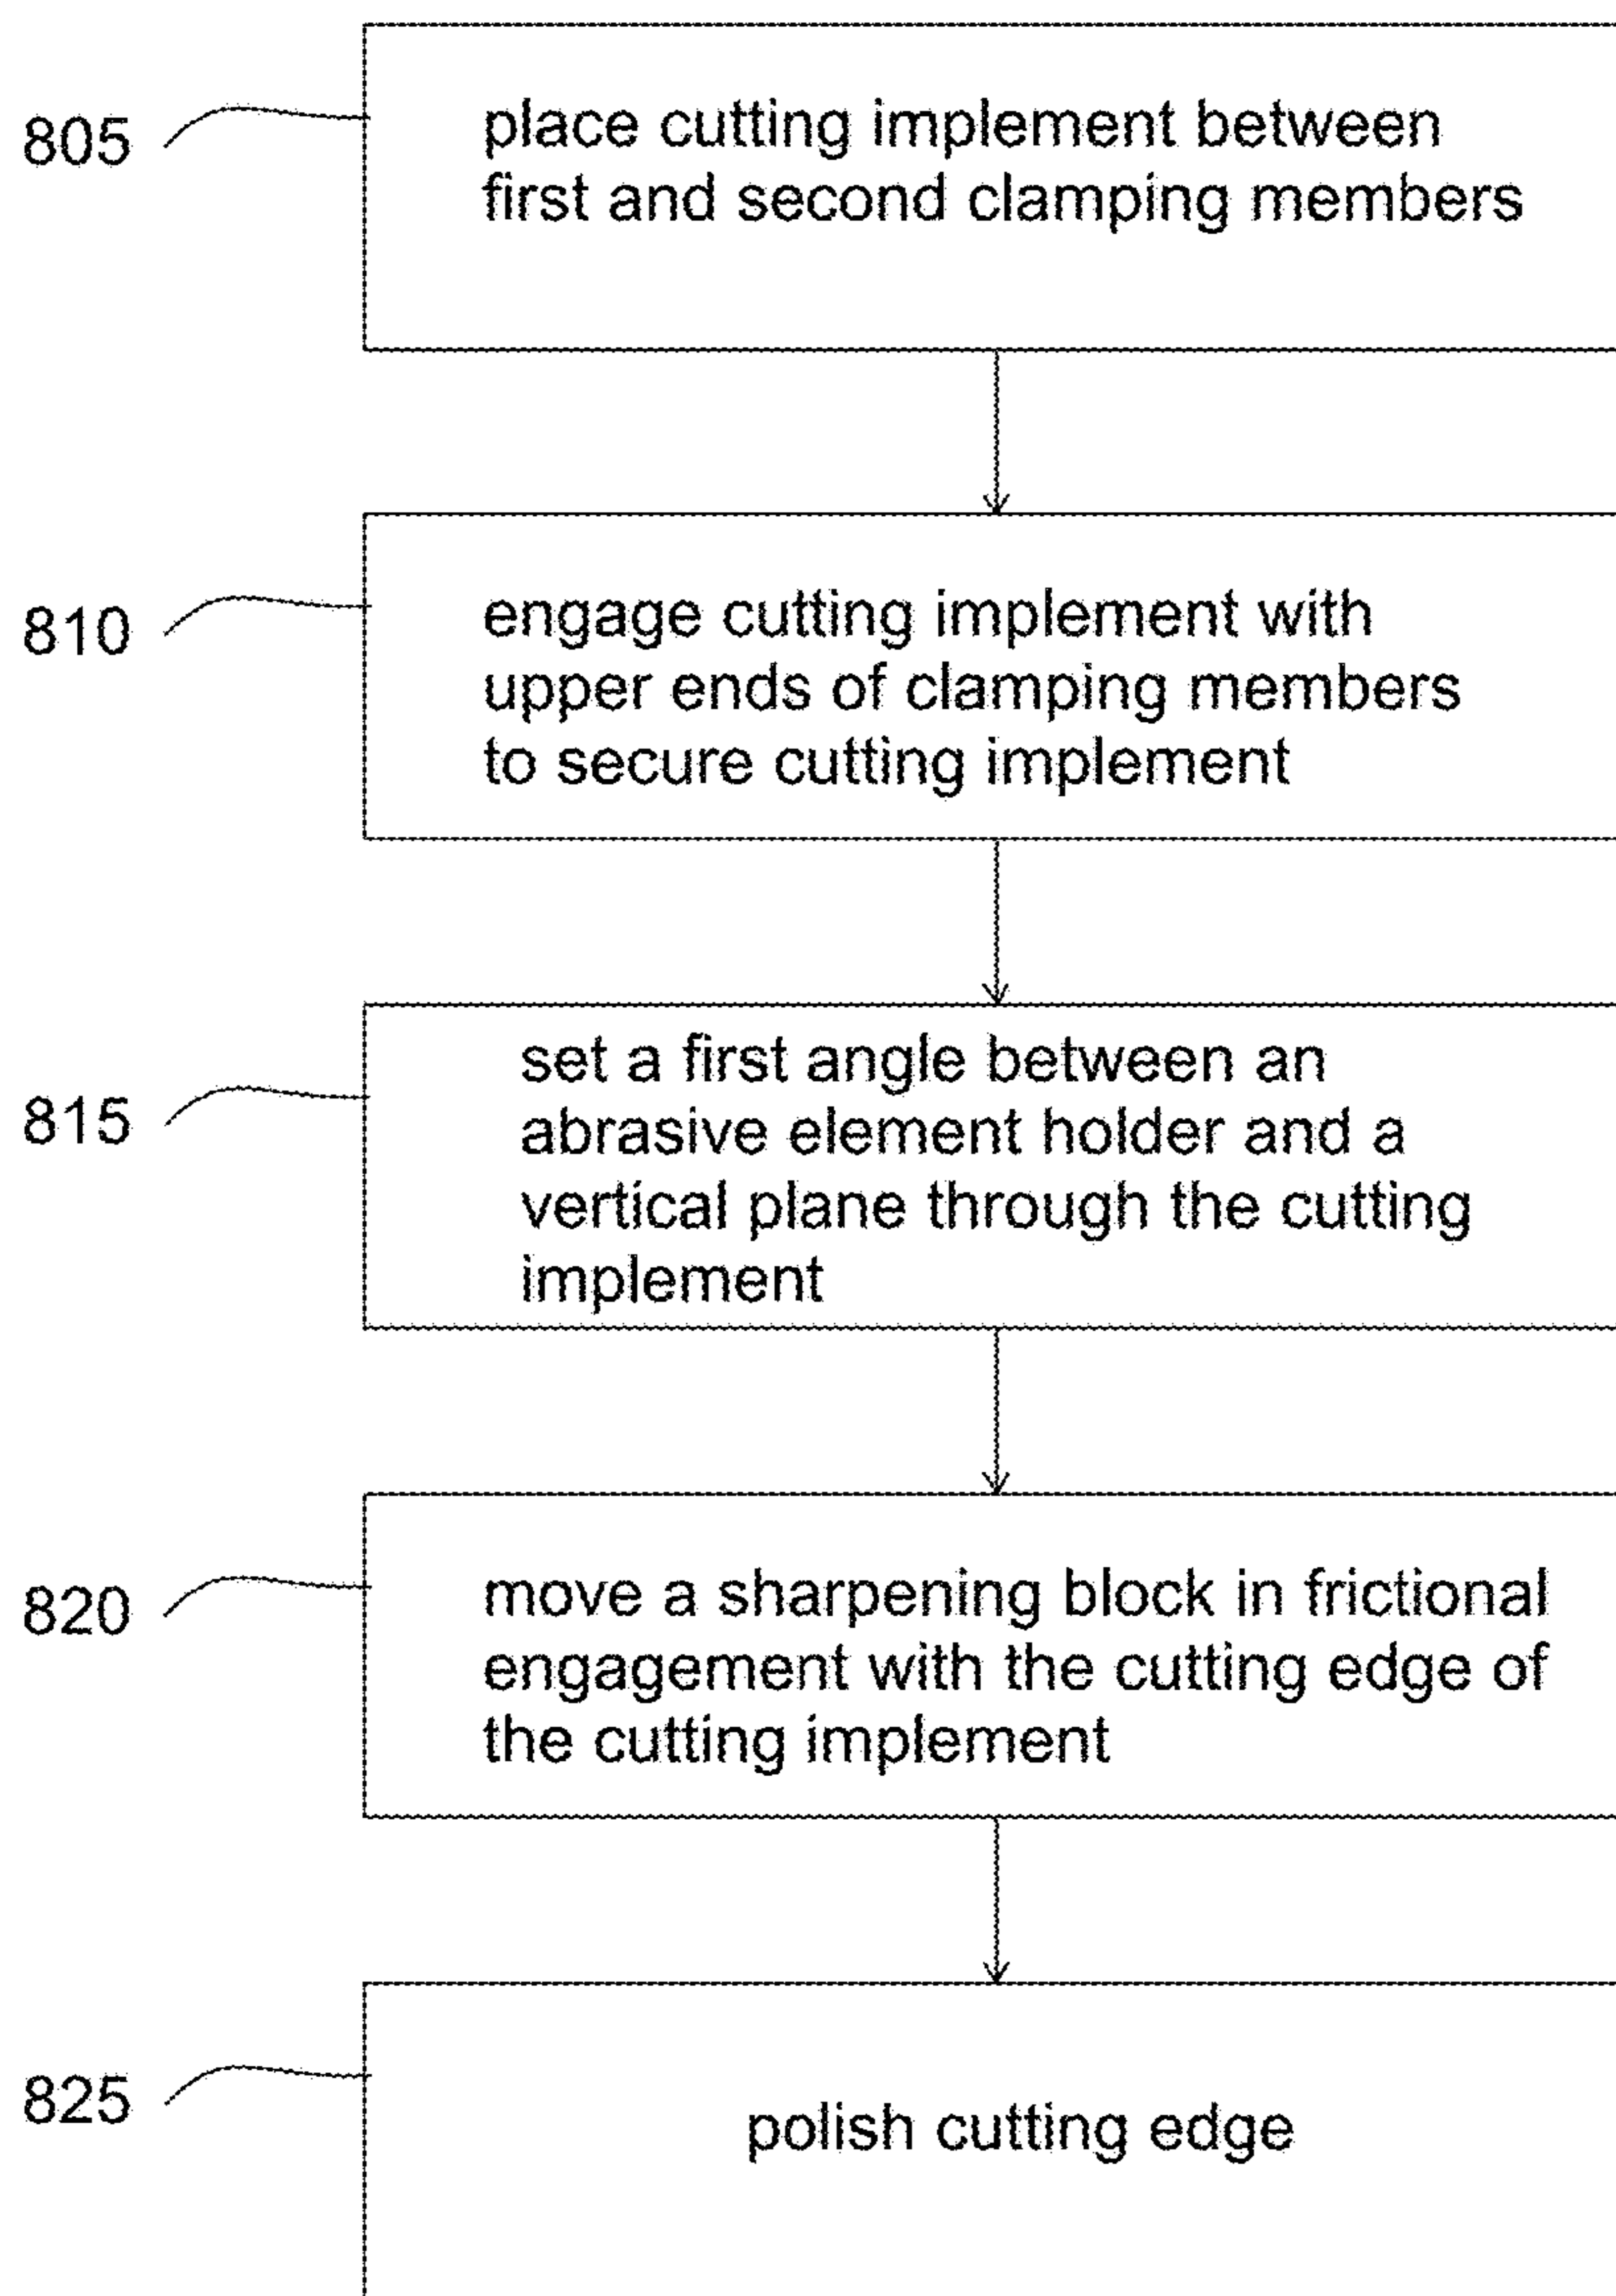 805
place cutting implement between
first and second clamping members
810
engage cutting implement with
upper ends of clamping members
to secure cutting implement
815
set a first angle between an
abrasive element holder and a
vertical plane through the cutting
implement
820
move a sharpening block in frictional
engagement with the cutting edge of
the cutting implement
825
polish cutting edge